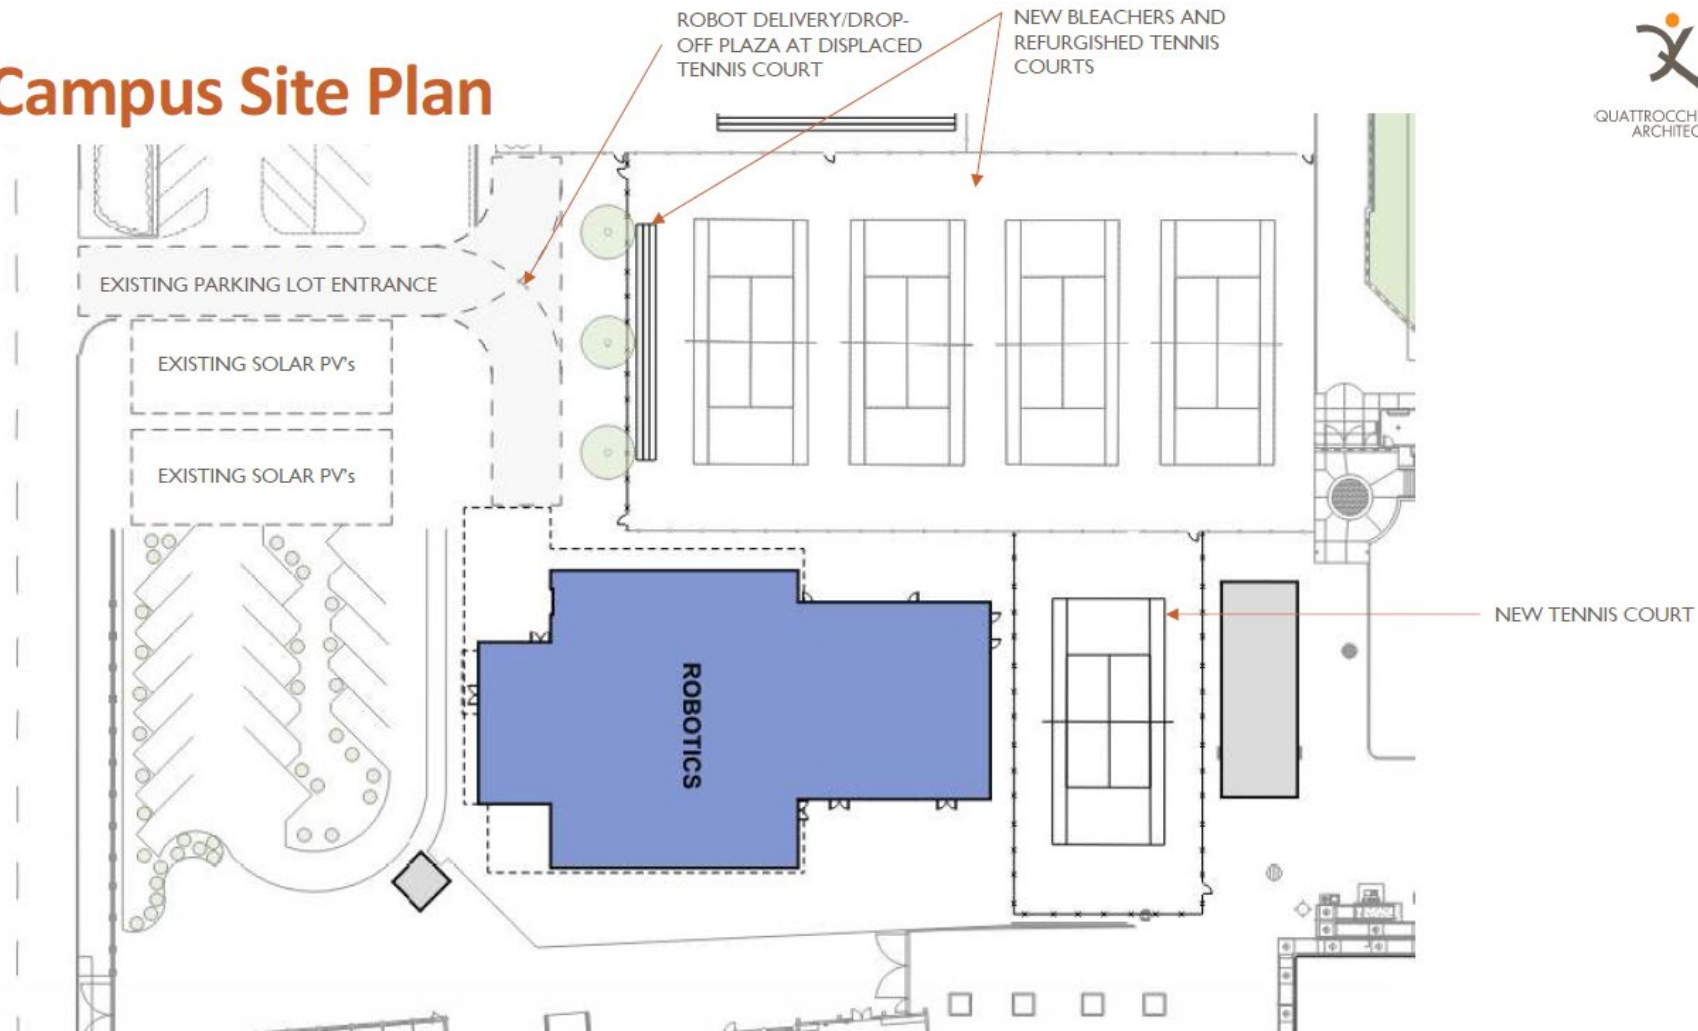 ROBOT DELIVERY/DROP-
OFF PLAZA AT DISPLACED
TENNIS COURT
NEW BLEACHERS AND
REFURGISHED TENNIS
COURTS
Campus Site Plan
QUATTROCCH
ARCHITEC
EXISTING PARKING LOT ENTRANCE
EXISTING SOLAR PV's
EXISTING SOLAR PV's
NEW TENNIS COURT
ROBOTICS